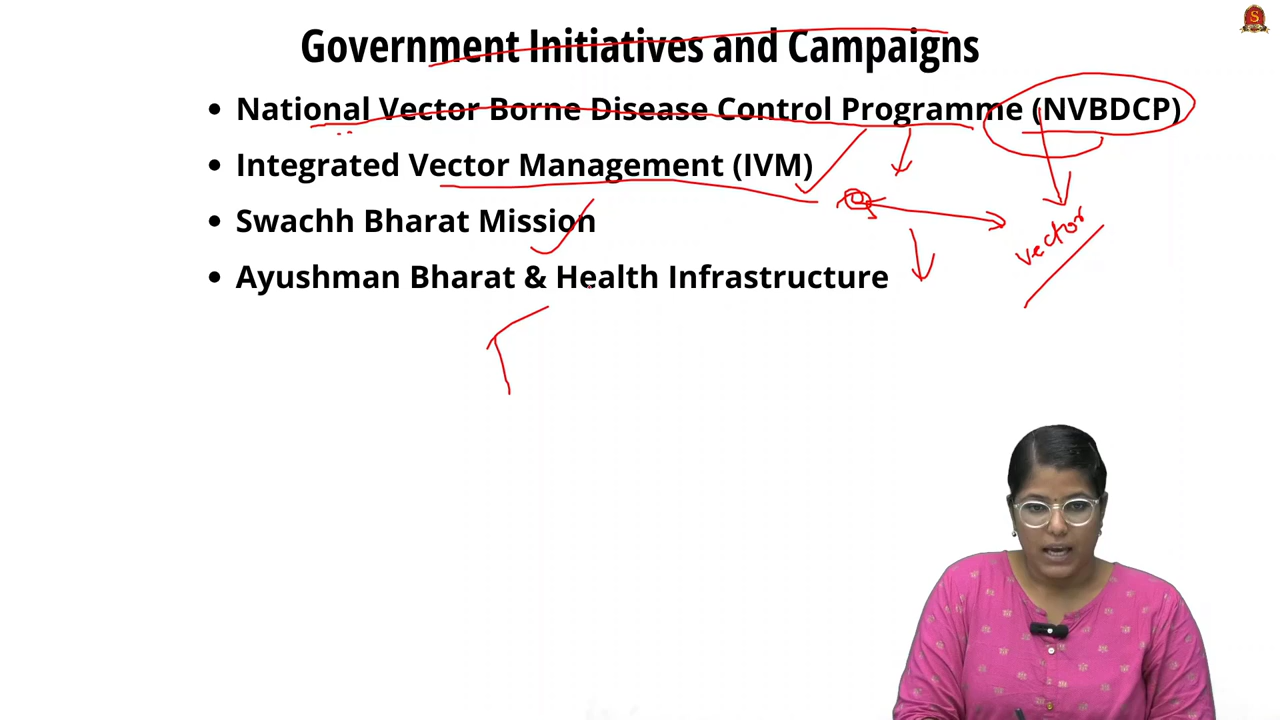 Government Initiatives and Campaigns
• National Vector Borne Disease Control Programme (NVBDCP)
• Integrated Vector Management (IVM)
• Swachh Bharat Mission
• Ayushman Bharat & Health Infrastructure
vector
S